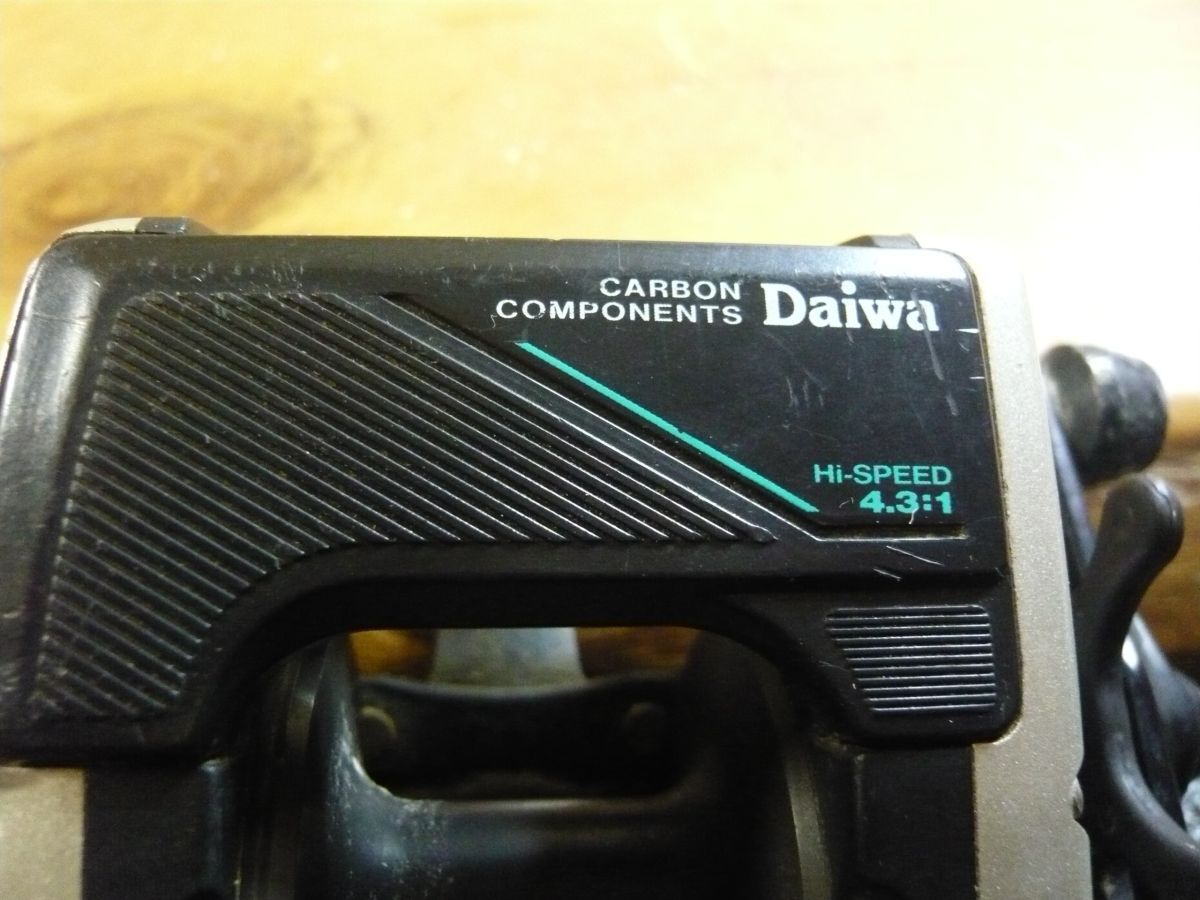 CARBON
COMPONENTS Daiwa
Hi-SPEED
4.3:1